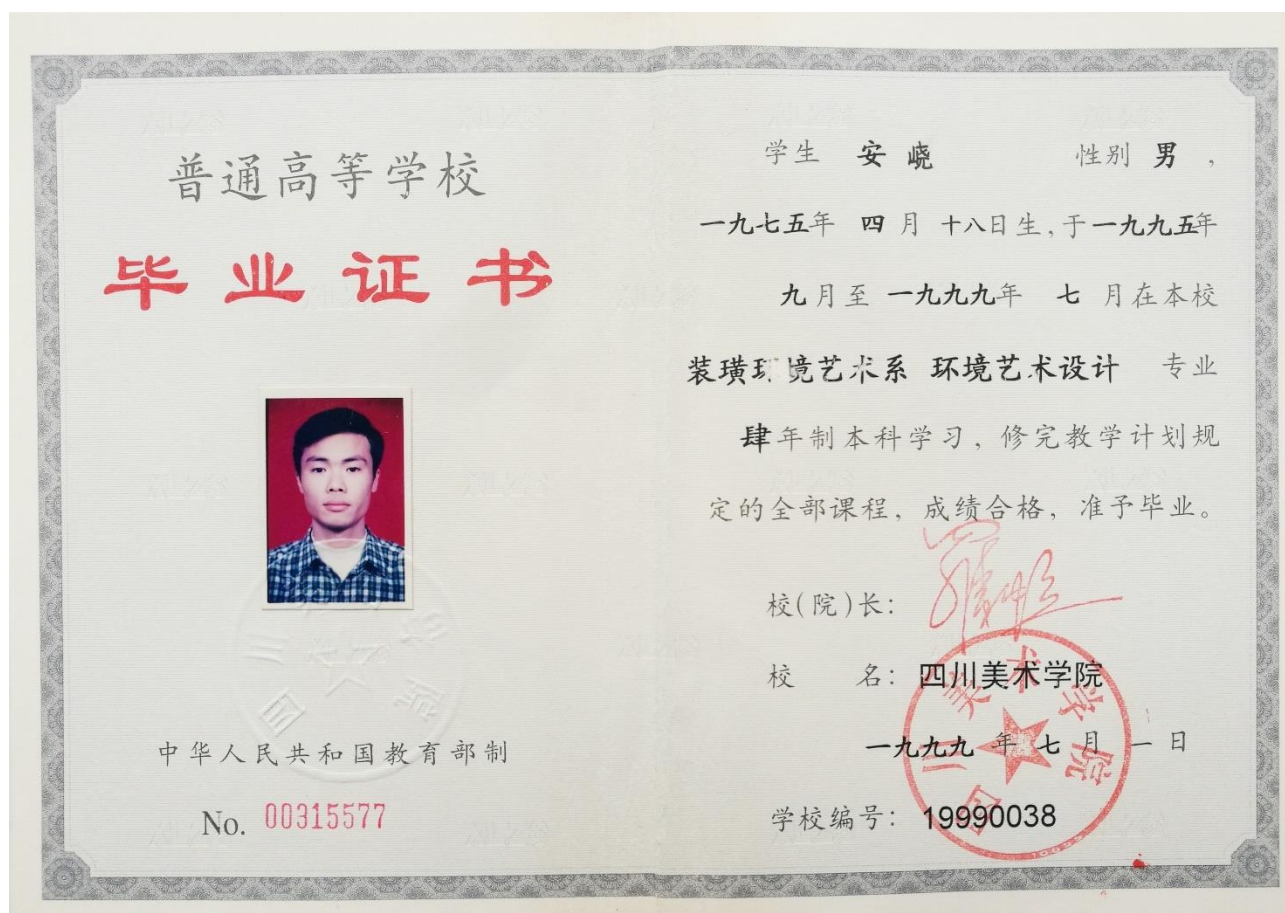 普通高等学校
毕业证书
中华人民共和国教育部制
No. 00315577
学生 安峣 性别 男,
一九七五年 四月 十八日生,于一九九五年
九月至 一九九九年 七 月在本校
装璜环境艺术系 环境艺术设计 专业
肆年制本科学习,修完教学计划规
定的全部课程,成绩合格,准予毕业。
校(院)长:
校 名: 四川美术学院
一九九九 年 七 月 一 日
学校编号: 19990038
四川美术学院